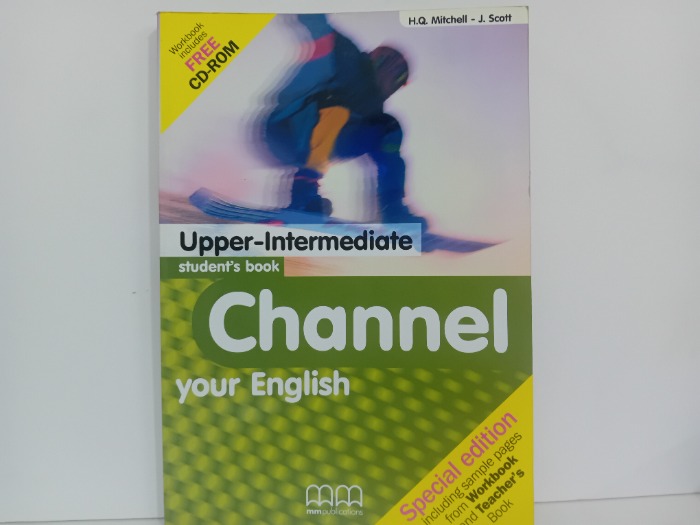 Workbook
includes
FREE
CD-ROM
H.Q. Mitchell - J. Scott
Upper-Intermediate
student's book
Channel
your English
Special edition
including sample pages
from Workbook
and Teacher's
Book
mm publications